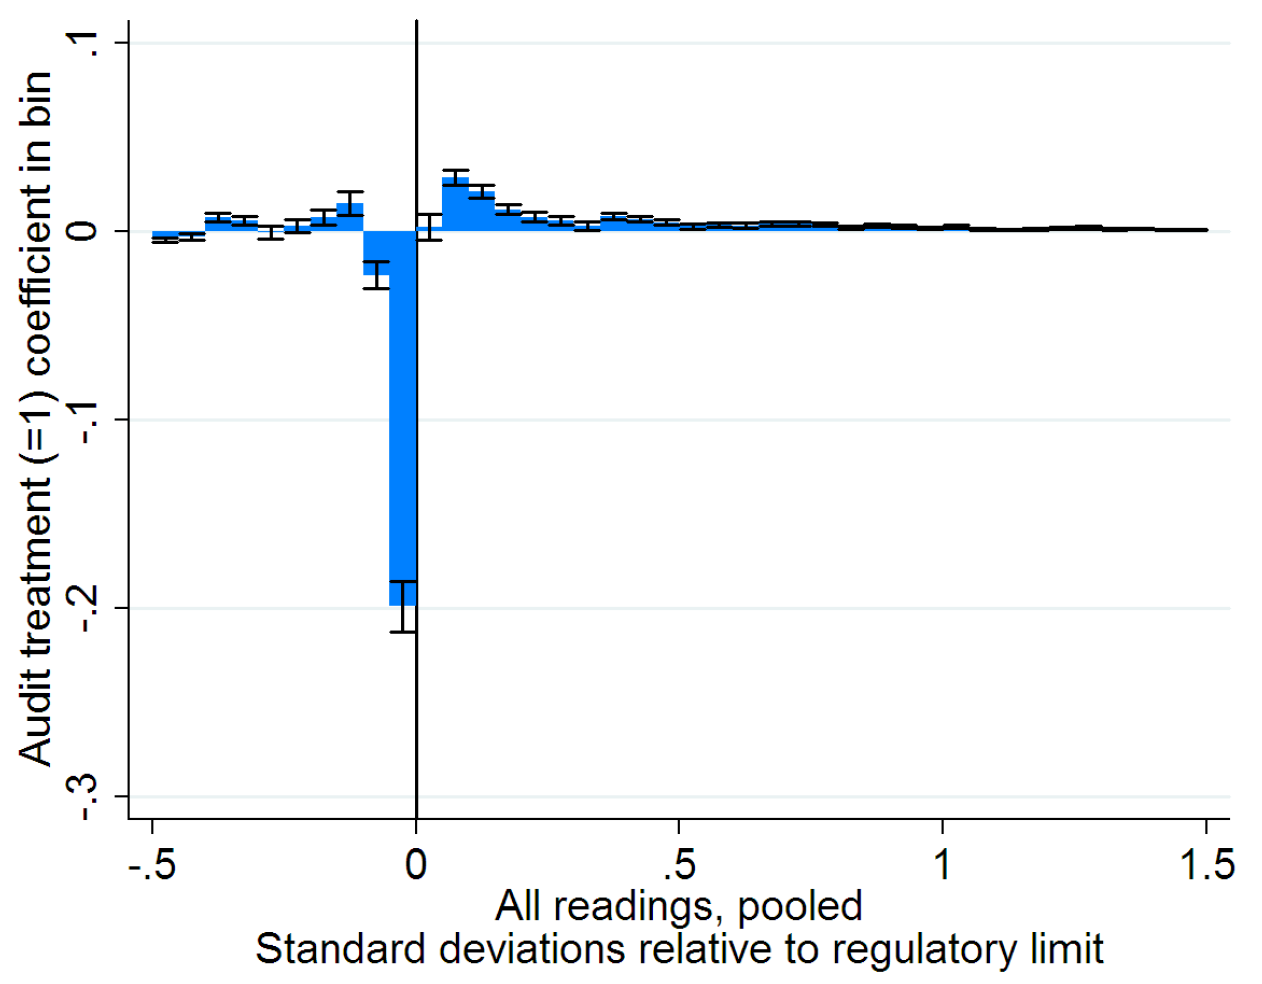 Audit treatment (=1) coefficient in bin
.1
0
-.1
-.2
-.3
-.5 0 .5 1 1.5
All readings, pooled
Standard deviations relative to regulatory limit